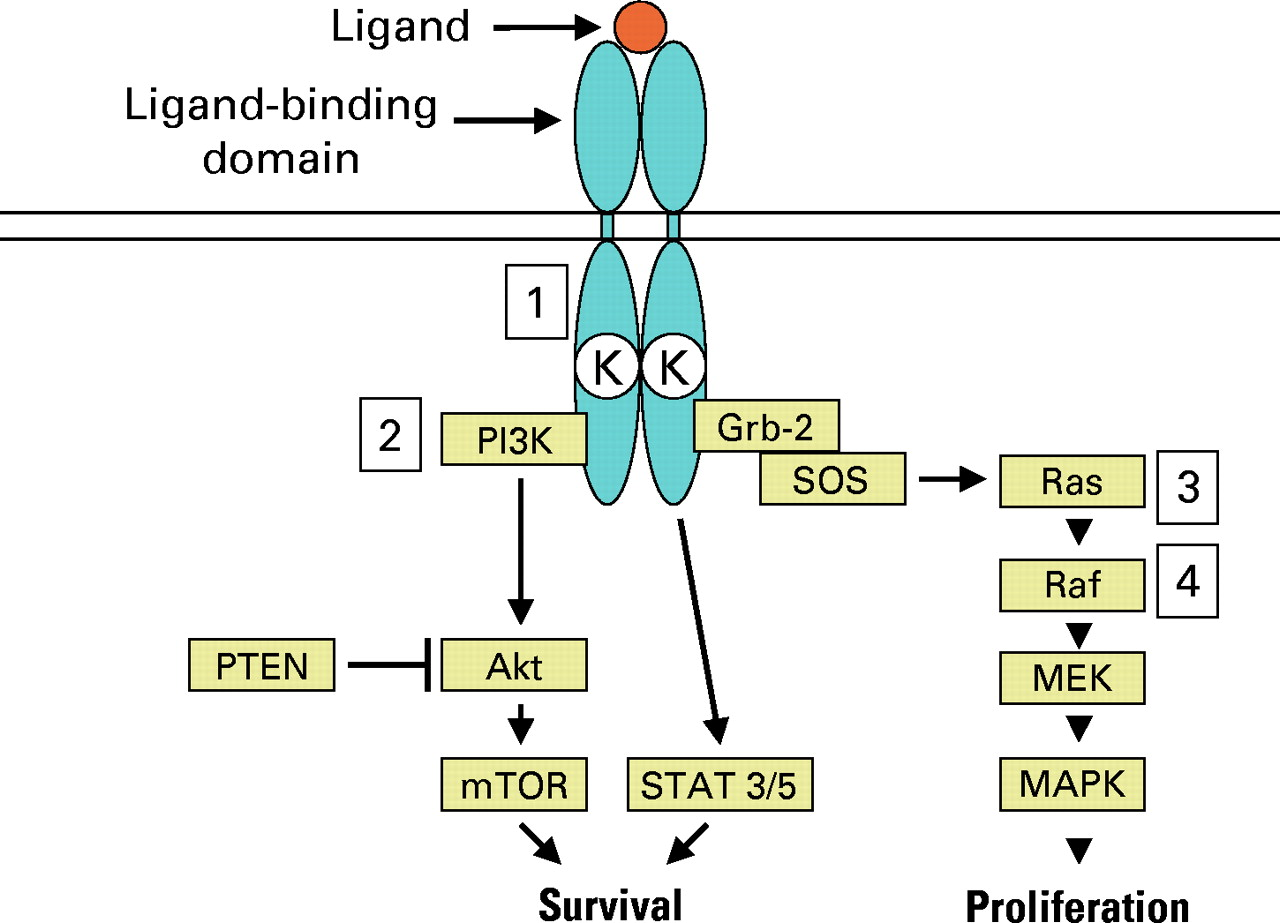 Ligand
Ligand-binding
domain
1
K K
2
PI3K
Grb-2
SOS
Ras
3
Raf
4
PTEN
Akt
MEK
mTOR
STAT 3/5
MAPK
Survival
Proliferation